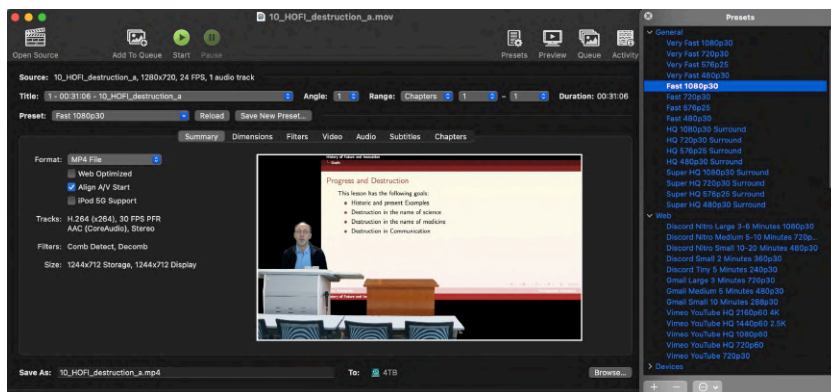 10_HOFI_destruction_a.mov
Open Source
Add To Queue
Start
Pause
Presets
Preview
Queue
Activity
Source: 10_HOFI_destruction_a, 1280x720, 24 FPS, 1 audio track
Title: 1 - 00:31:06 - 10_HOFI_destruction_a Angle: 1 Range: Chapters 1 - 1 Duration: 00:31:06
Preset: Fast 1080p30 Reload Save New Preset...
Summary Dimensions Filters Video Audio Subtitles Chapters
Format: MP4 File
Web Optimized
Align A/V Start
iPod 5G Support
Tracks: H.264 (x264), 30 FPS PFR
AAC (CoreAudio), Stereo
Filters: Comb Detect, Decomb
Size: 1244x712 Storage, 1244x712 Display
History of Future and Innovation
Goals
Progress and Destruction
This lesson has the following goals:
Historic and present Examples
Destruction in the name of science
Destruction in the name of medicine
Destruction in Communication
Save As: 10_HOFI_destruction_a.mp4 To: 4TB Browse...
Presets
General
Very Fast 1080p30
Very Fast 720p30
Very Fast 576p25
Very Fast 480p30
Fast 1080p30
Fast 720p30
Fast 576p25
Fast 480p30
HQ 1080p30 Surround
HQ 720p30 Surround
HQ 576p25 Surround
HQ 480p30 Surround
Super HQ 1080p30 Surround
Super HQ 720p30 Surround
Super HQ 576p25 Surround
Super HQ 480p30 Surround
Web
Discord Nitro Large 3-6 Minutes 1080p30
Discord Nitro Medium 5-10 Minutes 720p...
Discord Nitro Small 10-20 Minutes 480p30
Discord Small 2 Minutes 360p30
Discord Tiny 5 Minutes 240p30
Gmail Large 3 Minutes 720p30
Gmail Medium 5 Minutes 480p30
Gmail Small 10 Minutes 288p30
Vimeo YouTube HQ 2160p60 4K
Vimeo YouTube HQ 1440p60 2.5K
Vimeo YouTube HQ 1080p60
Vimeo YouTube HQ 720p60
Vimeo YouTube 720p30
Devices